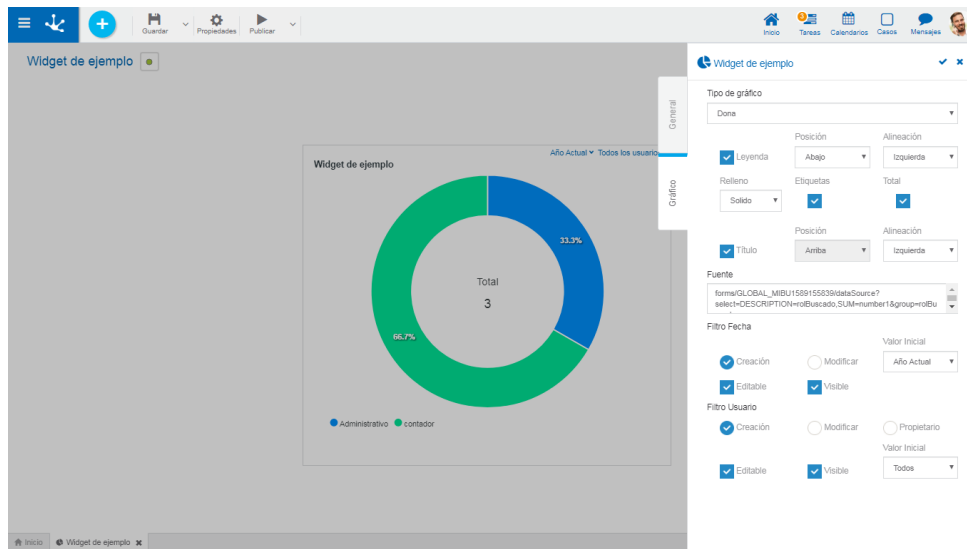 Guardar
Propiedades
Publicar
Inicio
3
Tareas
Calendarios
Casos
Mensajes
Widget de ejemplo
Widget de ejemplo
General
Gráfico
Año Actual Todos los usuario
Widget de ejemplo
33.3%
66.7%
Total
3
Administrativo contador
Tipo de gráfico
Dona
Posición Alineación
Leyenda Abajo Izquierda
Relleno Etiquetas Total
Solido
Posición Alineación
Título Arriba Izquierda
Fuente
forms/GLOBAL_MIBU1589155839/dataSource?
select=DESCRIPTION=rolBuscado,SUM=number1&group=rolBu
Filtro Fecha
Valor Inicial
Creación Modificar Año Actual
Editable Visible
Filtro Usuario
Creación Modificar Propietario
Valor Inicial
Editable Visible Todos
Inicio Widget de ejemplo